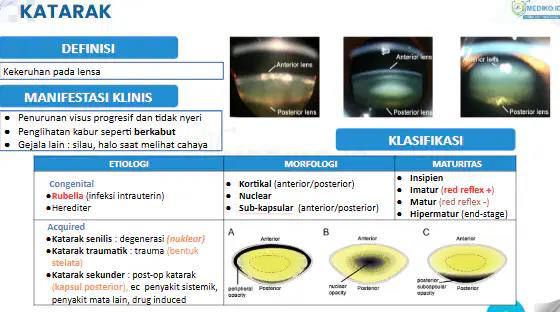 KATARAK
MEDIKO.ID
DEFINISI
Kekeruhan pada lensa
MANIFESTASI KLINIS
● Penurunan visus progresif dan tidak nyeri
● Penglihatan kabur seperti berkabut
● Gejala lain : silau, halo saat melihat cahaya
Anterior lens
Posterior lens
Anterior lens
Posterior lens
Anterior lens
Posterior lens
KLASIFIKASI
ETIOLOGI
MORFOLOGI
MATURITAS
Congenital
●Rubella (infeksi intrauterin)
●Herediter
● Kortikal (anterior/posterior)
● Nuclear
● Sub-kapsular (anterior/posterior)
● Insipien
● Imatur (red reflex +)
● Matur (red reflex -)
● Hipermatur (end-stage)
Acquired
●Katarak senilis : degenerasi (nuklear)
●Katarak traumatik : trauma (bentuk
stelata)
●Katarak sekunder : post-op katarak
(kapsul posterior), ec penyakit sistemik,
penyakit mata lain, drug induced
A
Anterior
peripheral
opacity
Posterior
B
Anterior
nuclear
opacity
Posterior
C
Anterior
posterior
subcapsular
opacity
Posterior